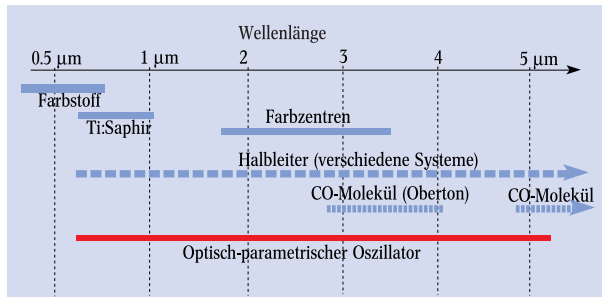 Wellenlänge
0.5 µm 1 µm 2 3 4 5 µm
Farbstoff
Ti:Saphir
Farbzentren
Halbleiter (verschiedene Systeme)
CO-Molekül (Oberton) CO-Molekül
Optisch-parametrischer Oszillator